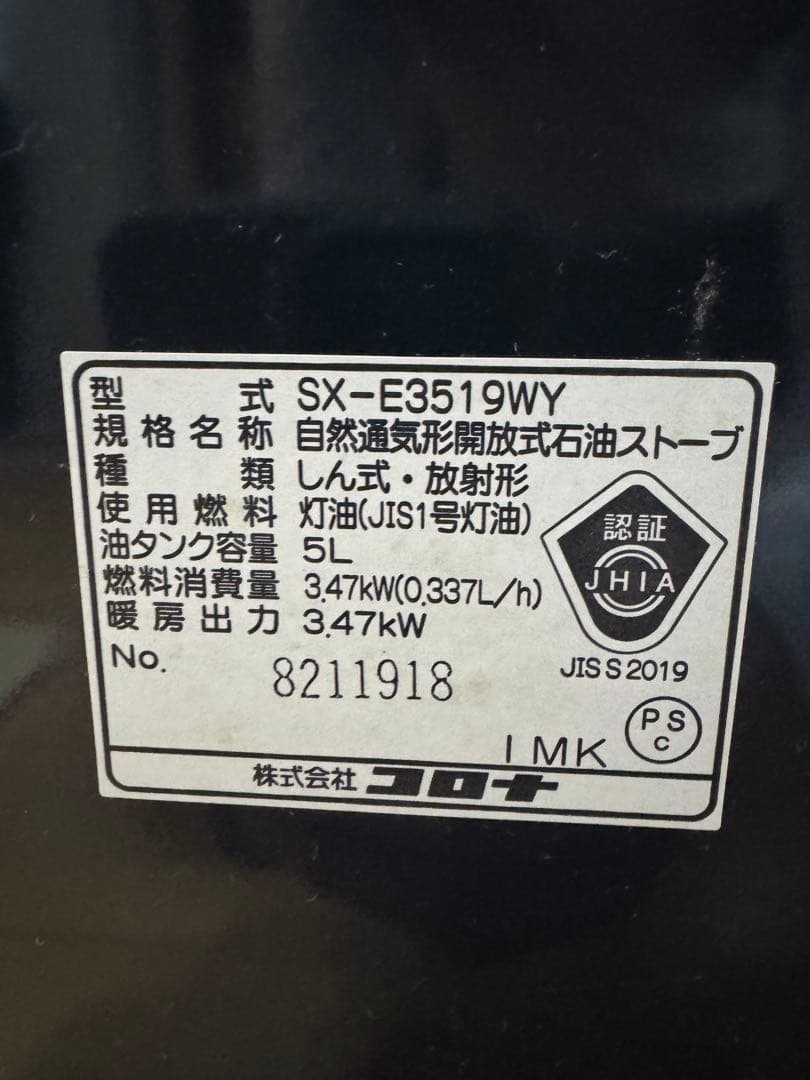 型式 SX-E3519WY
規格名称 自然通気形開放式石油ストーブ
種類 しん式・放射形
使用燃料 灯油(JIS1号灯油)
油タンク容量 5L
燃料消費量 3.47kW(0.337L/h)
暖房出力 3.47kW
認証
JHIA
JIS S 2019
No. 8211918
PS
C
IMK
株式会社 コロナ